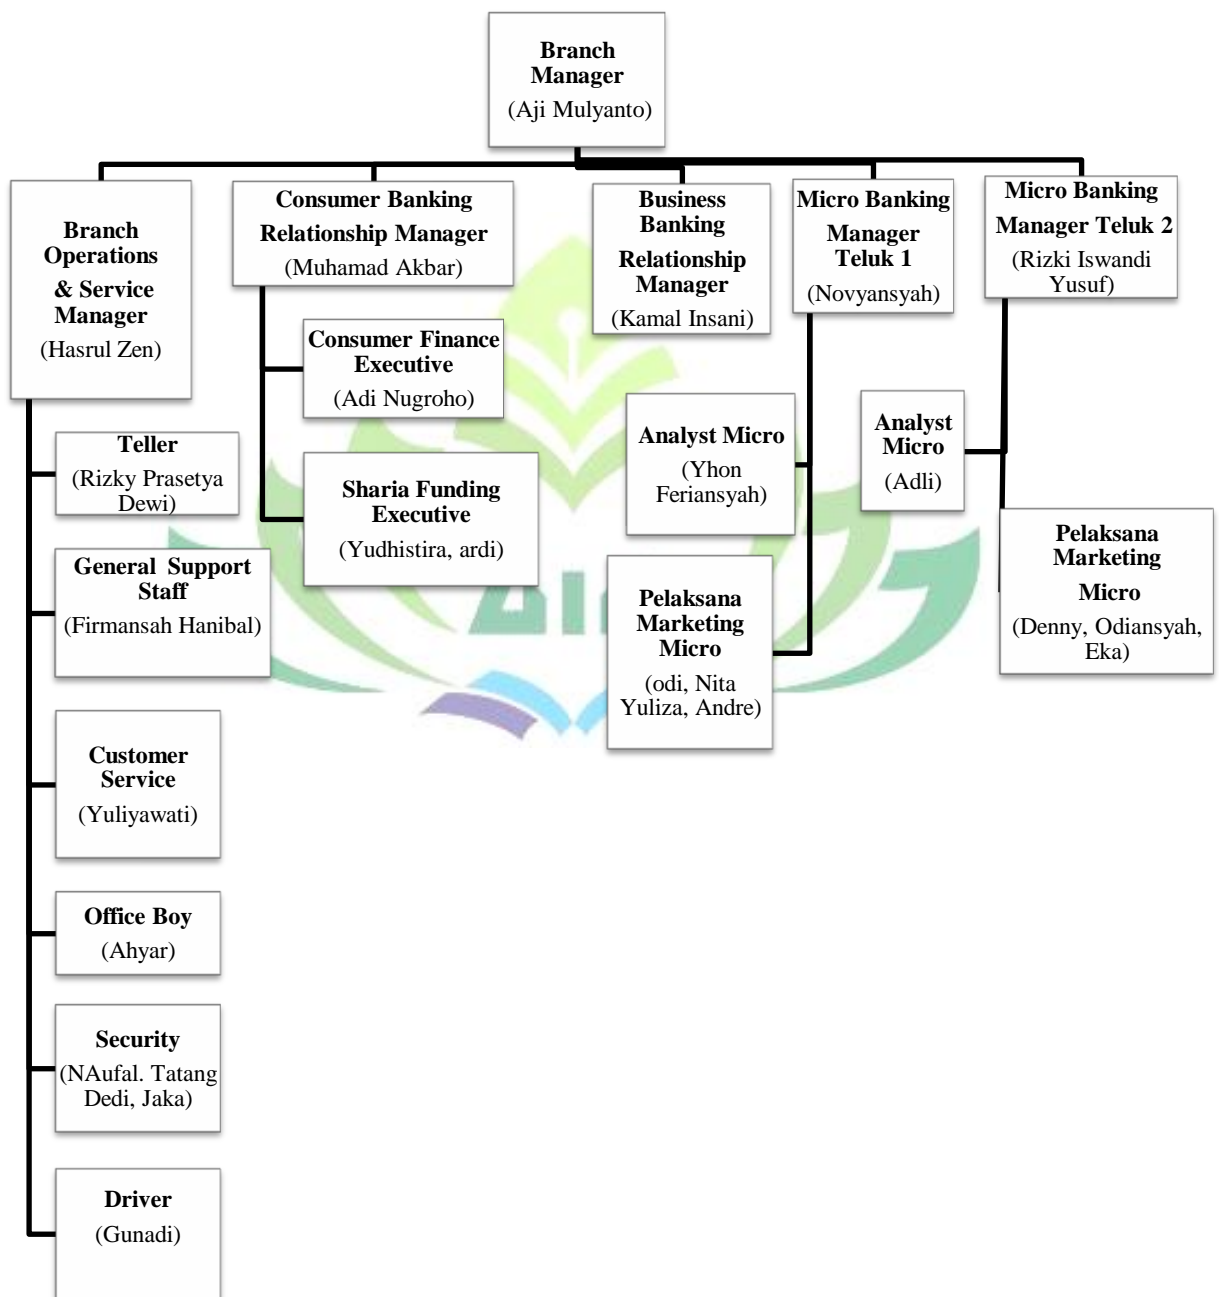 Branch
Manager
(Aji Mulyanto)
Branch
Operations
& Service
Manager
(Hasrul Zen)
Consumer Banking
Relationship Manager
(Muhamad Akbar)
Business
Banking
Relationship
Manager
(Kamal Insani)
Micro Banking
Manager
Teluk 1
(Novyansyah)
Micro Banking
Manager Teluk 2
(Rizki Iswandi
Yusuf)
Teller
(Rizky Prasetya
Dewi)
General Support
Staff
(Firmansah Hanibal)
Customer
Service
(Yuliyawati)
Office Boy
(Ahyar)
Security
(NAufal. Tatang
Dedi, Jaka)
Driver
(Gunadi)
Consumer Finance
Executive
(Adi Nugroho)
Sharia Funding
Executive
(Yudhistira, ardi)
Analyst Micro
(Yhon
Feriansyah)
Pelaksana
Marketing
Micro
(odi, Nita
Yuliza, Andre)
Analyst
Micro
(Adli)
Pelaksana
Marketing
Micro
(Denny, Odiansyah,
Eka)